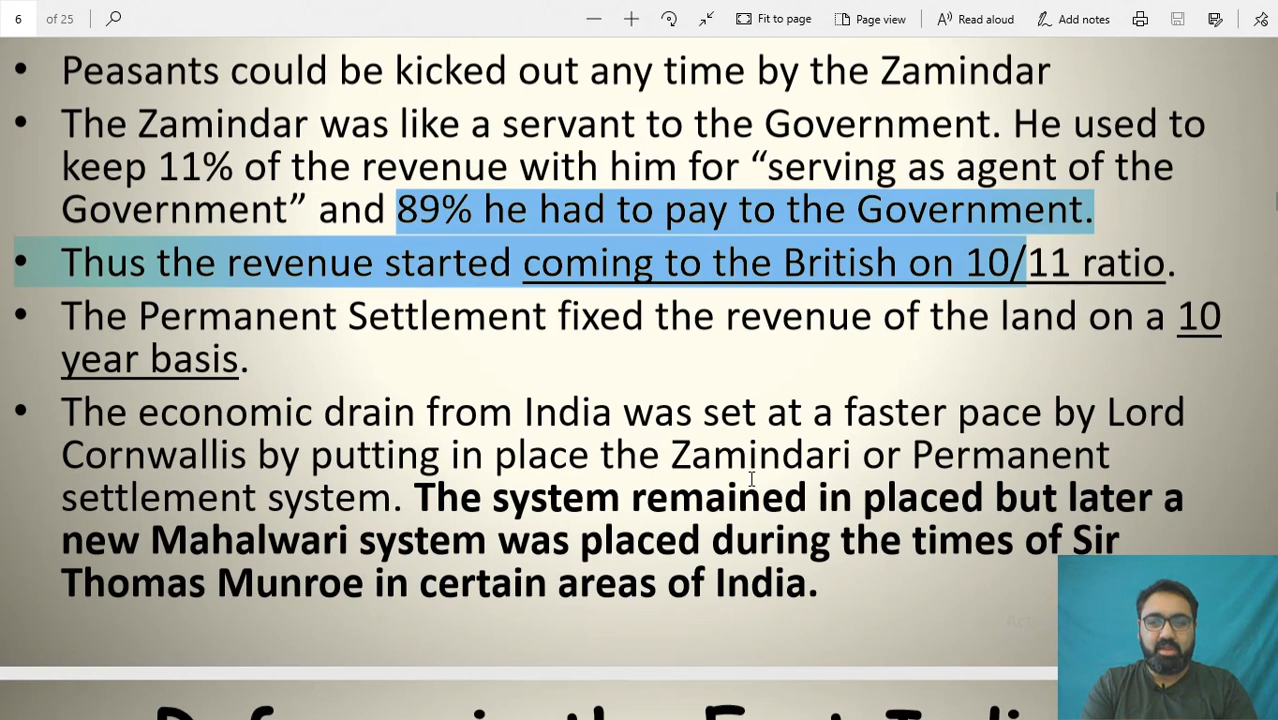 6 of 25 Fit to page Page view Read aloud Add notes
• Peasants could be kicked out any time by the Zamindar
• The Zamindar was like a servant to the Government. He used to
keep 11% of the revenue with him for “serving as agent of the
Government” and 89% he had to pay to the Government.
• Thus the revenue started coming to the British on 10/11 ratio.
• The Permanent Settlement fixed the revenue of the land on a 10
year basis.
• The economic drain from India was set at a faster pace by Lord
Cornwallis by putting in place the Zamindari or Permanent
settlement system. The system remained in placed but later a
new Mahalwari system was placed during the times of Sir
Thomas Munroe in certain areas of India.